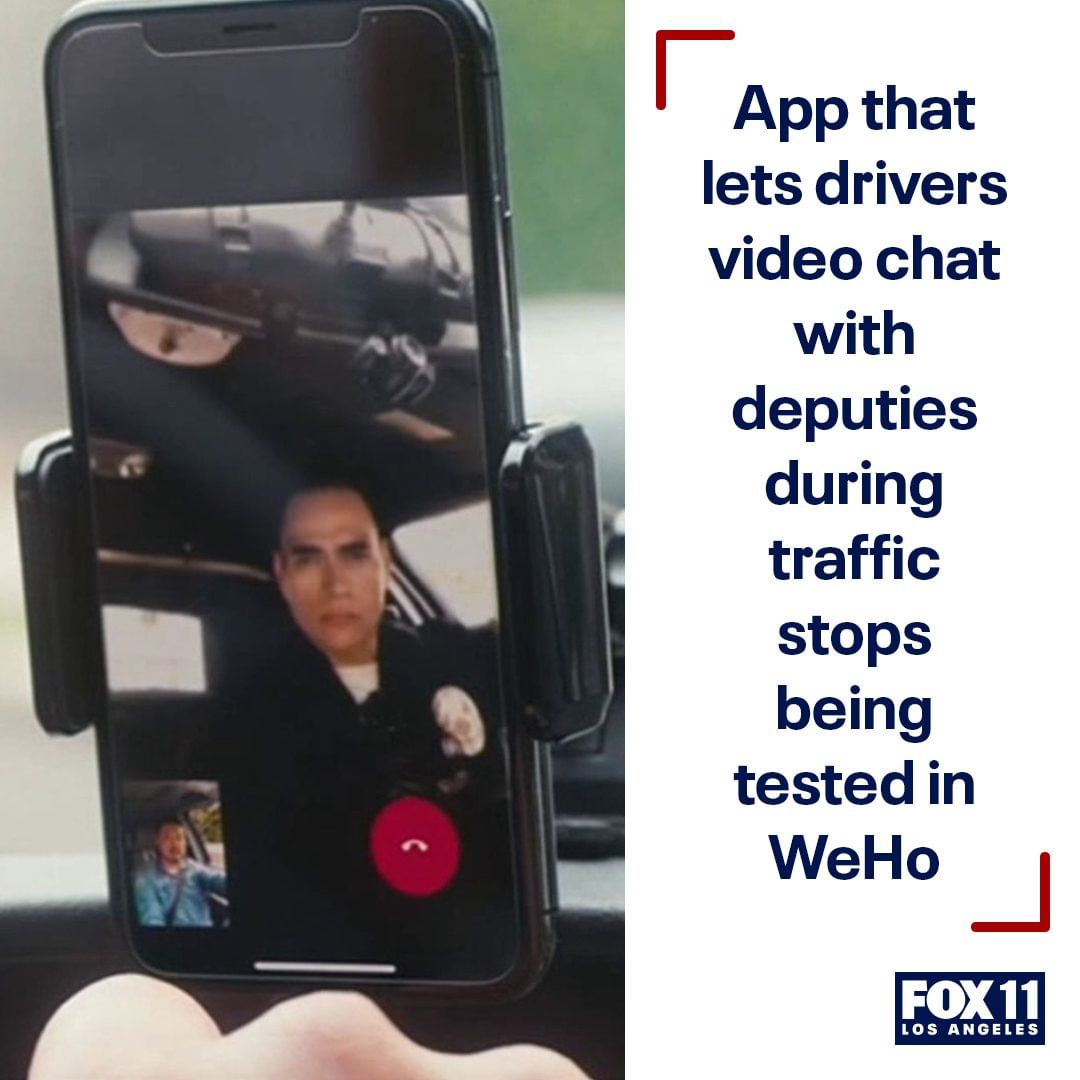 App that
lets drivers
video chat
with
deputies
during
traffic
stops
being
tested in
WeHo
FOX 11
LOS ANGELES